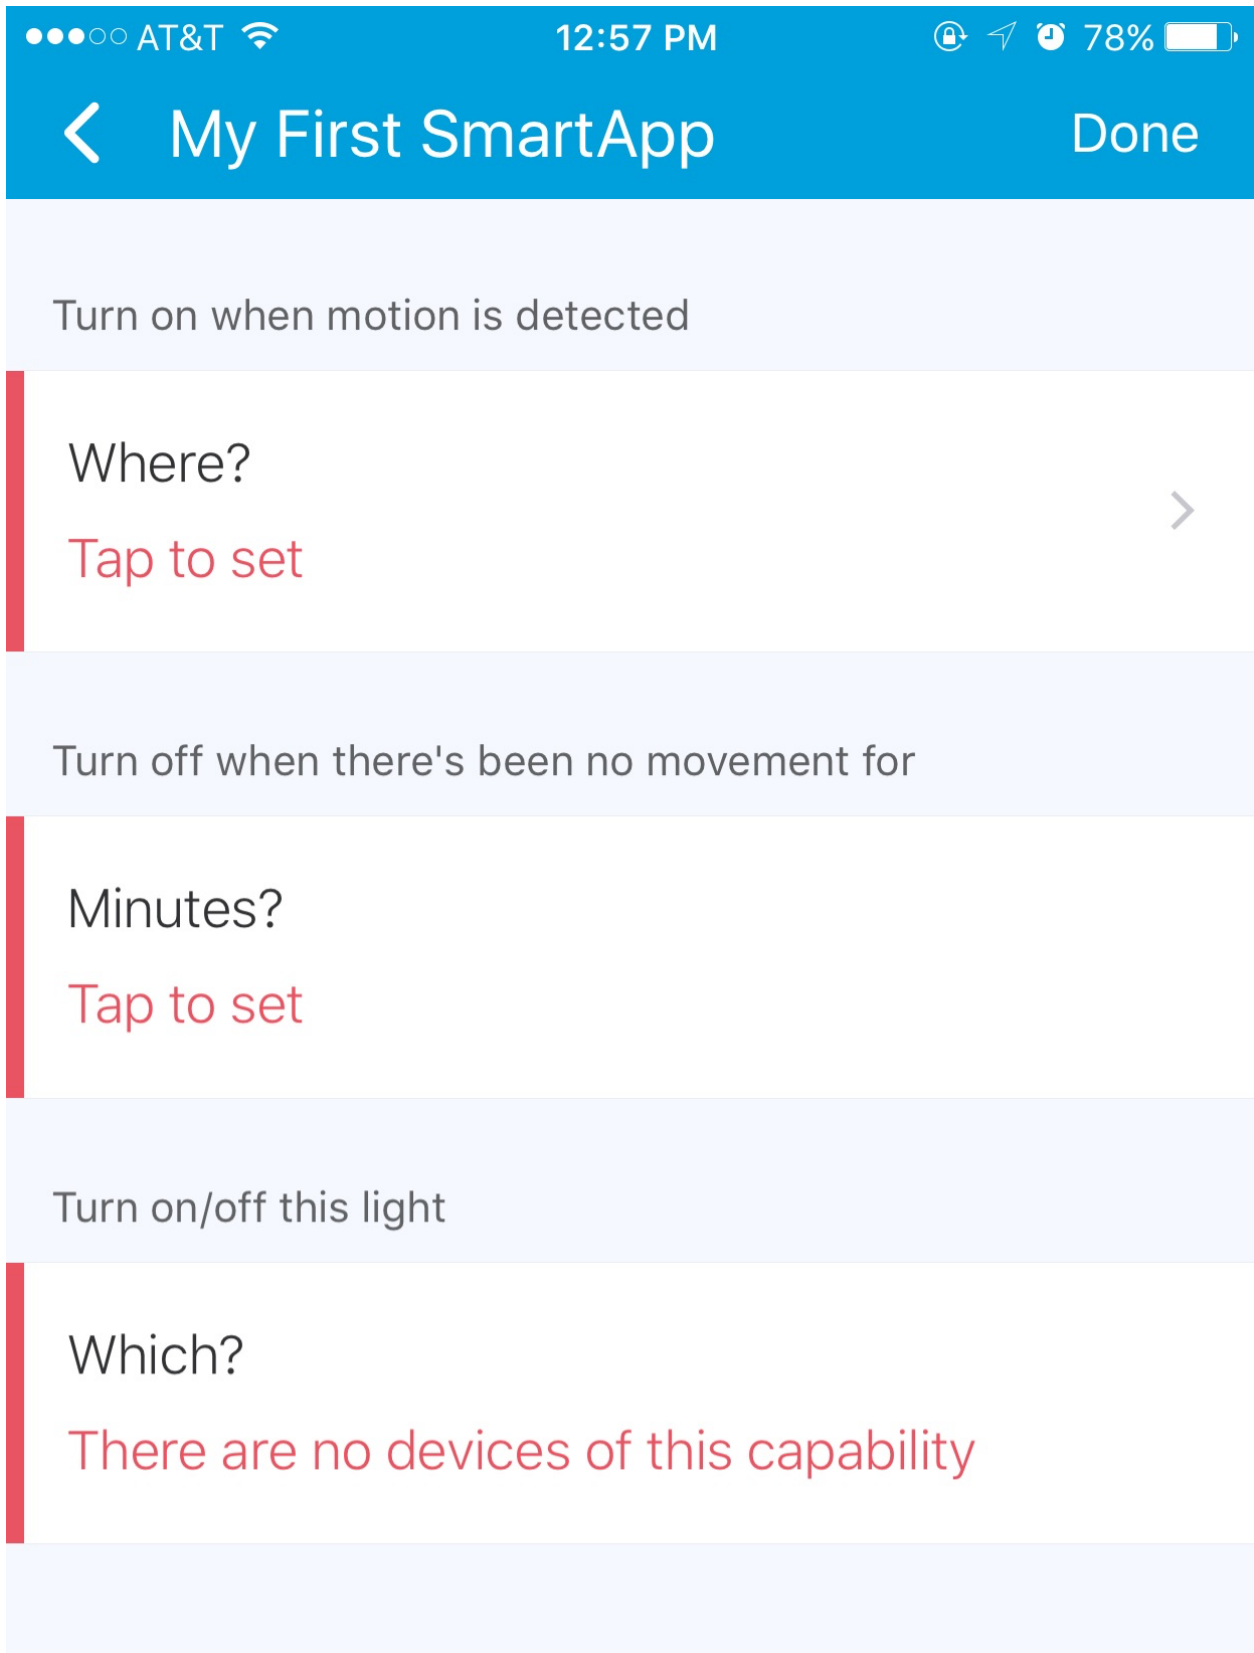 AT&T 12:57 PM 78%
My First SmartApp Done
Turn on when motion is detected
Where?
Tap to set
Turn off when there's been no movement for
Minutes?
Tap to set
Turn on/off this light
Which?
There are no devices of this capability